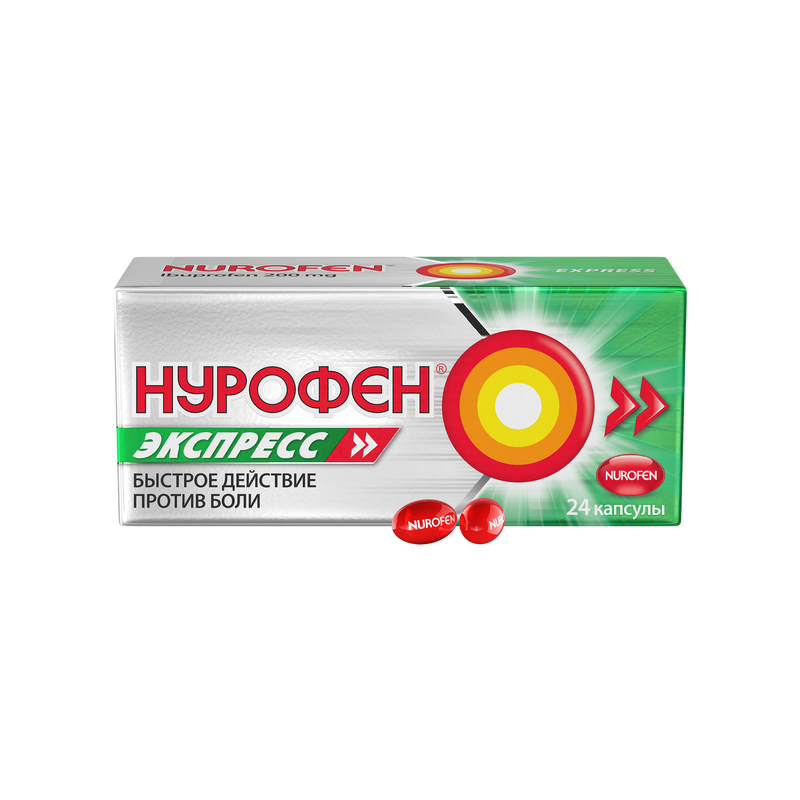 NUROFEN
Ibuprofen 200 mg
EXPRESS
НУРОФЕН®
ЭКСПРЕСС
БЫСТРОЕ ДЕЙСТВИЕ
ПРОТИВ БОЛИ
NUROFEN
24 капсулы
NUROFEN
NUROFEN